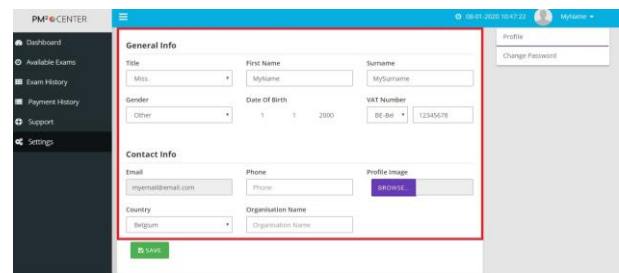 PM² CENTER
08-01-2020 10:47:22 MyName
Dashboard
Available Exams
Exam History
Payment History
Support
Settings
General Info
Title First Name Surname
Miss. MyName MySurname
Gender Date Of Birth VAT Number
Other 1 1 2000 BE-Bel 12345678
Contact Info
Email Phone Profile Image
myemail@email.com Phone BROWSE..
Country Organisation Name
Belgium Organisation Name
SAVE
Profile
Change Password